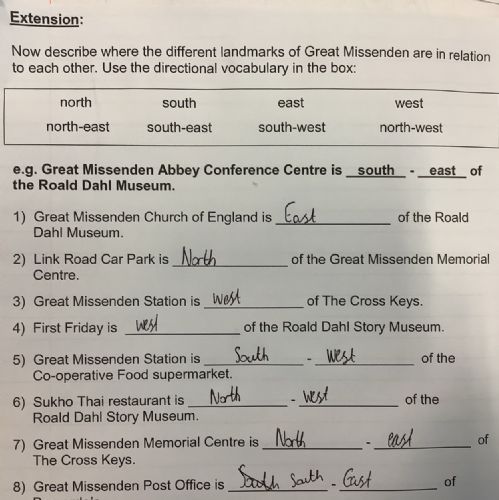 Extension:
Now describe where the different landmarks of Great Missenden are in relation
to each other. Use the directional vocabulary in the box:
north south east west
north-east south-east south-west north-west
e.g. Great Missenden Abbey Conference Centre is south - east of
the Roald Dahl Museum.
1) Great Missenden Church of England is East of the Roald
Dahl Museum.
2) Link Road Car Park is North of the Great Missenden Memorial
Centre.
3) Great Missenden Station is west of The Cross Keys.
4) First Friday is west of the Roald Dahl Story Museum.
5) Great Missenden Station is South - West of the
Co-operative Food supermarket.
6) Sukho Thai restaurant is North - west of the
Roald Dahl Story Museum.
7) Great Missenden Memorial Centre is North - east of
The Cross Keys.
8) Great Missenden Post Office is South - East of